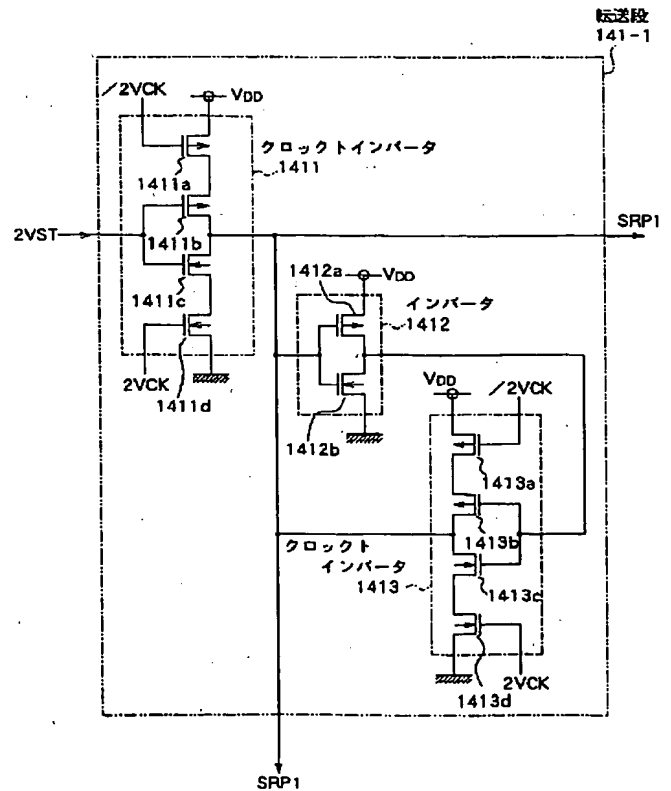 転送段
141-1
/2VCK
VDD
クロックトインバータ
1411
1411a
2VST
1411b
SRP1
1412a
VDD
1411c
インバータ
1412
2VCK
1411d
VDD
/2VCK
1412b
1413a
1413b
クロックト
インバータ
1413
1413c
2VCK
1413d
SRP1